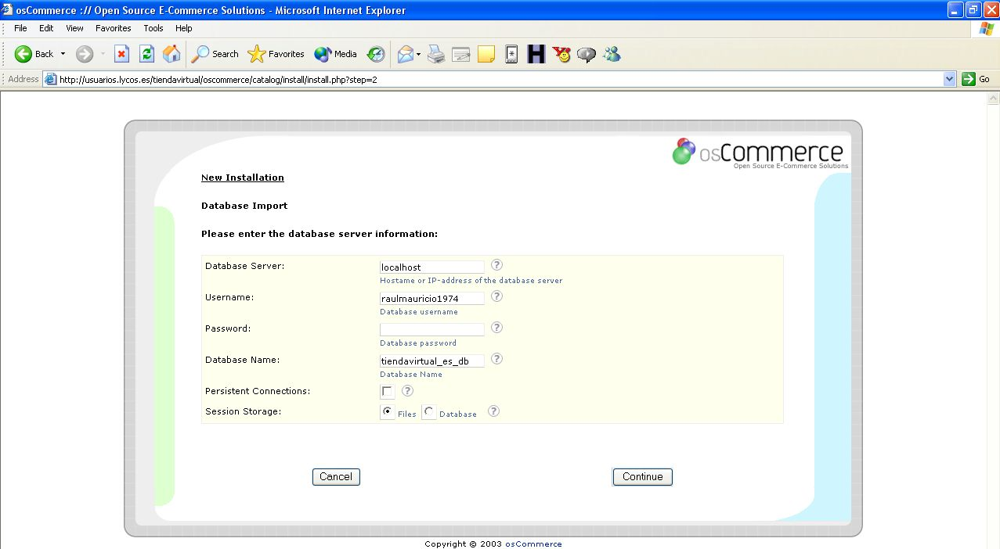 osCommerce :// Open Source E-Commerce Solutions - Microsoft Internet Explorer
File Edit View Favorites Tools Help
Back Search Favorites Media
Address http://usuarios.lycos.es/tiendavirtual/oscommerce/catalog/install/install.php?step=2 Go
osCommerce
Open Source E-Commerce Solutions
New Installation
Database Import
Please enter the database server information:
Database Server: localhost ?
Hostame or IP-address of the database server
Username: raulmauricio1974 ?
Database username
Password: ?
Database password
Database Name: tiendavirtual_es_db ?
Database Name
Persistent Connections: ?
Session Storage: Files Database ?
Cancel Continue
Copyright © 2003 osCommerce